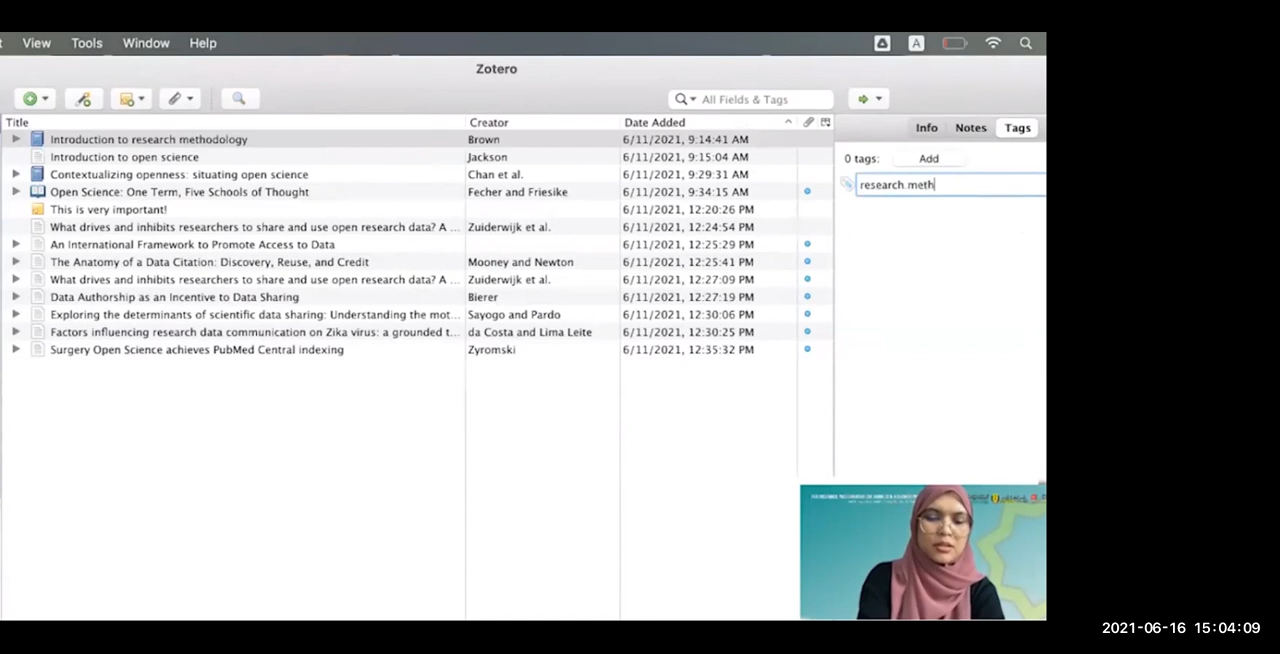 View Tools Window Help
A
Zotero
All Fields & Tags
Title Creator Date Added
Info Notes Tags
Introduction to research methodology Brown 6/11/2021, 9:14:41 AM
Introduction to open science Jackson 6/11/2021, 9:15:04 AM
0 tags: Add
Contextualizing openness: situating open science Chan et al. 6/11/2021, 9:29:31 AM
research.meth
Open Science: One Term, Five Schools of Thought Fecher and Friesike 6/11/2021, 9:34:15 AM
This is very important! 6/11/2021, 12:20:26 PM
What drives and inhibits researchers to share and use open research data? A ... Zuiderwijk et al. 6/11/2021, 12:24:54 PM
An International Framework to Promote Access to Data 6/11/2021, 12:25:29 PM
The Anatomy of a Data Citation: Discovery, Reuse, and Credit Mooney and Newton 6/11/2021, 12:25:41 PM
What drives and inhibits researchers to share and use open research data? A ... Zuiderwijk et al. 6/11/2021, 12:27:09 PM
Data Authorship as an Incentive to Data Sharing Bierer 6/11/2021, 12:27:19 PM
Exploring the determinants of scientific data sharing: Understanding the mot... Sayogo and Pardo 6/11/2021, 12:30:06 PM
Factors influencing research data communication on Zika virus: a grounded t... da Costa and Lima Leite 6/11/2021, 12:30:25 PM
Surgery Open Science achieves PubMed Central indexing Zyromski 6/11/2021, 12:35:32 PM
2021-06-16 15:04:09